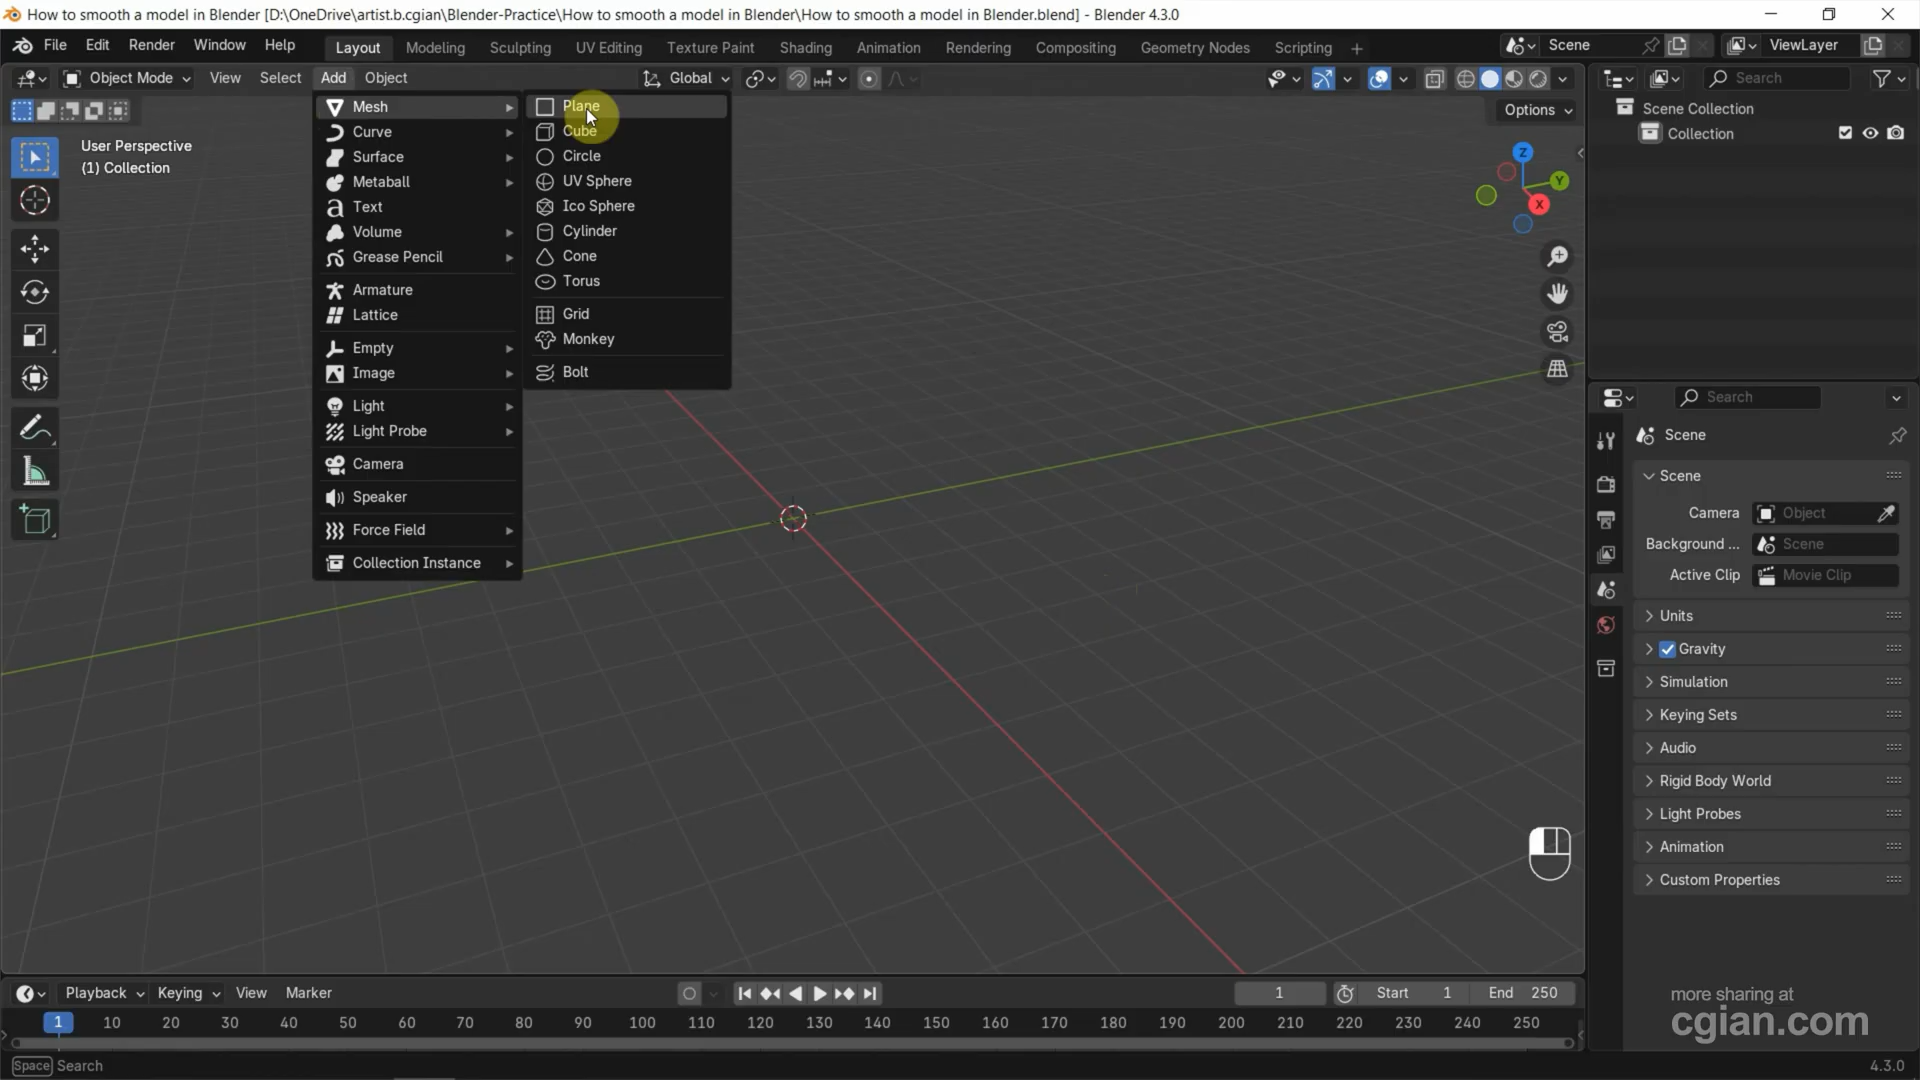 How to smooth a model in Blender [D:\OneDrive\artist.b.cgian\Blender-Practice\How to smooth a model in Blender\How to smooth a model in Blender.blend] - Blender 4.3.0
File Edit Render Window Help Layout Modeling Sculpting UV Editing Texture Paint Shading Animation Rendering Compositing Geometry Nodes Scripting + Scene ViewLayer
Object Mode View Select Add Object Global Search
Options
User Perspective
(1) Collection
Mesh
Curve
Surface
Metaball
Text
Volume
Grease Pencil
Armature
Lattice
Empty
Image
Light
Light Probe
Camera
Speaker
Force Field
Collection Instance
Plane
Cube
Circle
UV Sphere
Ico Sphere
Cylinder
Cone
Torus
Grid
Monkey
Bolt
Z
Y
X
Scene Collection
Collection
Search
Scene
Scene
Camera Object
Background ... Scene
Active Clip Movie Clip
Units
Gravity
Simulation
Keying Sets
Audio
Rigid Body World
Light Probes
Animation
Custom Properties
more sharing at
cgian.com
Playback Keying View Marker 1 Start 1 End 250
1 10 20 30 40 50 60 70 80 90 100 110 120 130 140 150 160 170 180 190 200 210 220 230 240 250
Space Search 4.3.0